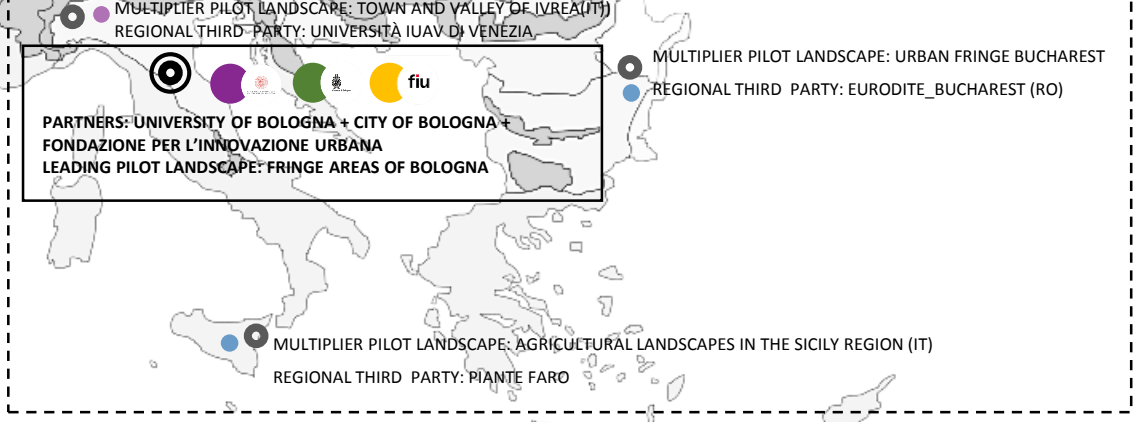 MULTIPLIER PILOT LANDSCAPE: TOWN AND VALLEY OF IVREA(IT))
REGIONAL THIRD PARTY: UNIVERSITÀ IUAV DI VENEZIA
fiu
PARTNERS: UNIVERSITY OF BOLOGNA + CITY OF BOLOGNA +
FONDAZIONE PER L’INNOVAZIONE URBANA
LEADING PILOT LANDSCAPE: FRINGE AREAS OF BOLOGNA
MULTIPLIER PILOT LANDSCAPE: URBAN FRINGE BUCHAREST
REGIONAL THIRD PARTY: EURODITE_BUCHAREST (RO)
MULTIPLIER PILOT LANDSCAPE: AGRICULTURAL LANDSCAPES IN THE SICILY REGION (IT)
REGIONAL THIRD PARTY: PIANTE FARO